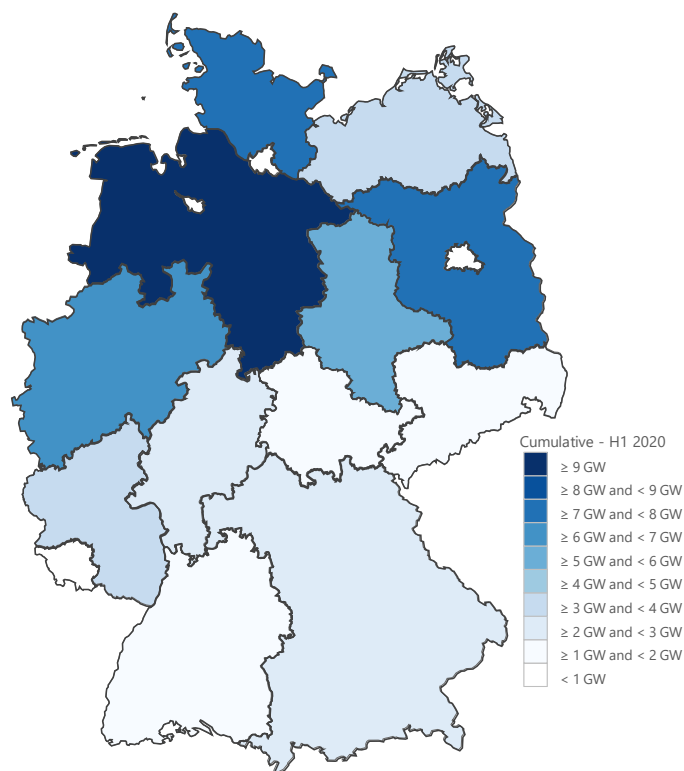 Cumulative - H1 2020
≥ 9 GW
≥ 8 GW and < 9 GW
≥ 7 GW and < 8 GW
≥ 6 GW and < 7 GW
≥ 5 GW and < 6 GW
≥ 4 GW and < 5 GW
≥ 3 GW and < 4 GW
≥ 2 GW and < 3 GW
≥ 1 GW and < 2 GW
< 1 GW